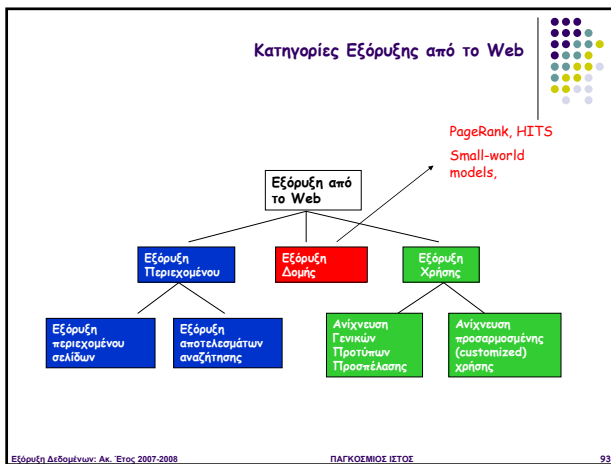 Κατηγορίες Εξόρυξης από το Web
PageRank, HITS
Small-world
models,
Εξόρυξη από
το Web
Εξόρυξη
Περιεχομένου
Εξόρυξη
Δομής
Εξόρυξη
Χρήσης
Εξόρυξη
περιεχομένου
σελίδων
Εξόρυξη
αποτελεσμάτων
αναζήτησης
Ανίχνευση
Γενικών
Προτύπων
Προσπέλασης
Ανίχνευση
προσαρμοσμένης
(customized)
χρήσης
Εξόρυξη Δεδομένων: Ακ. Έτος 2007-2008 ΠΑΓΚΟΣΜΙΟΣ ΙΣΤΟΣ 93